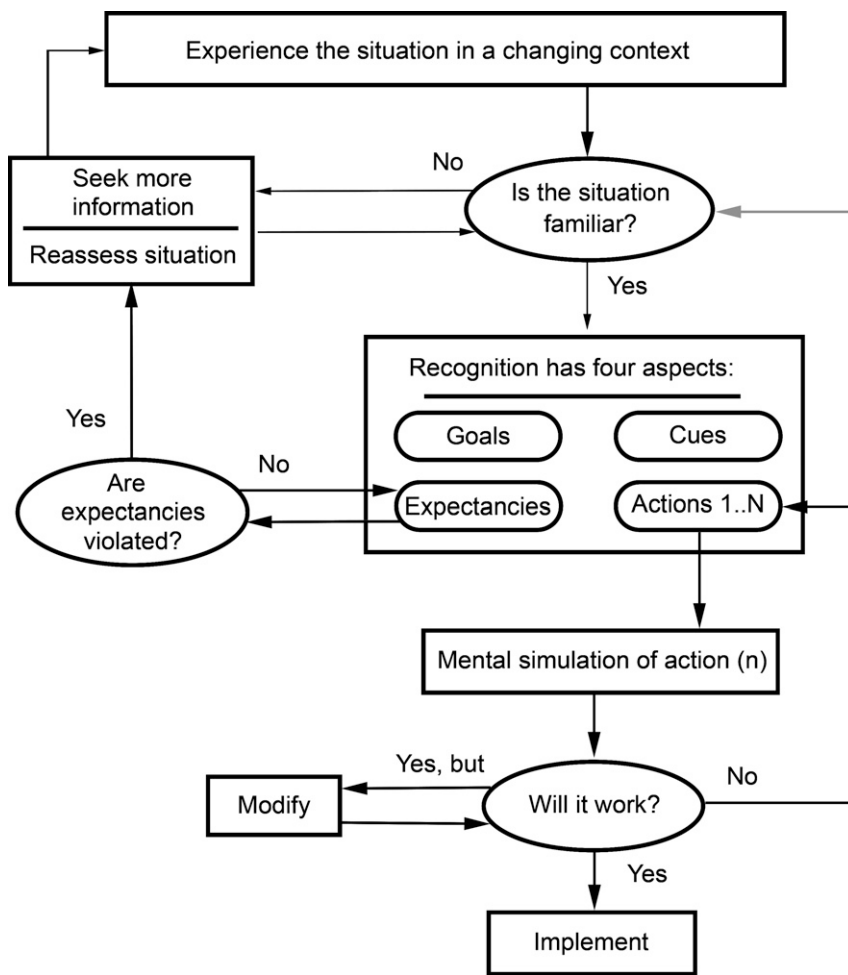 Experience the situation in a changing context
No
Seek more
information
Reassess situation
Is the situation
familiar?
Yes
Recognition has four aspects:
Goals
Cues
Expectancies
Actions 1..N
Yes
No
Are
expectancies
violated?
Mental simulation of action (n)
Yes, but
No
Modify
Will it work?
Yes
Implement